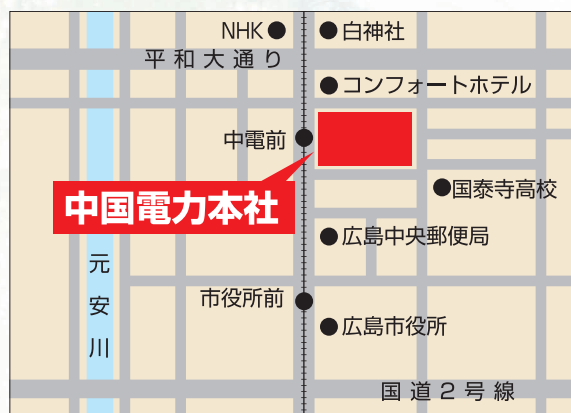 NHK
白神社
平和大通り
コンフォートホテル
中電前
中国電力本社
国泰寺高校
広島中央郵便局
元安川
市役所前
広島市役所
国道2号線